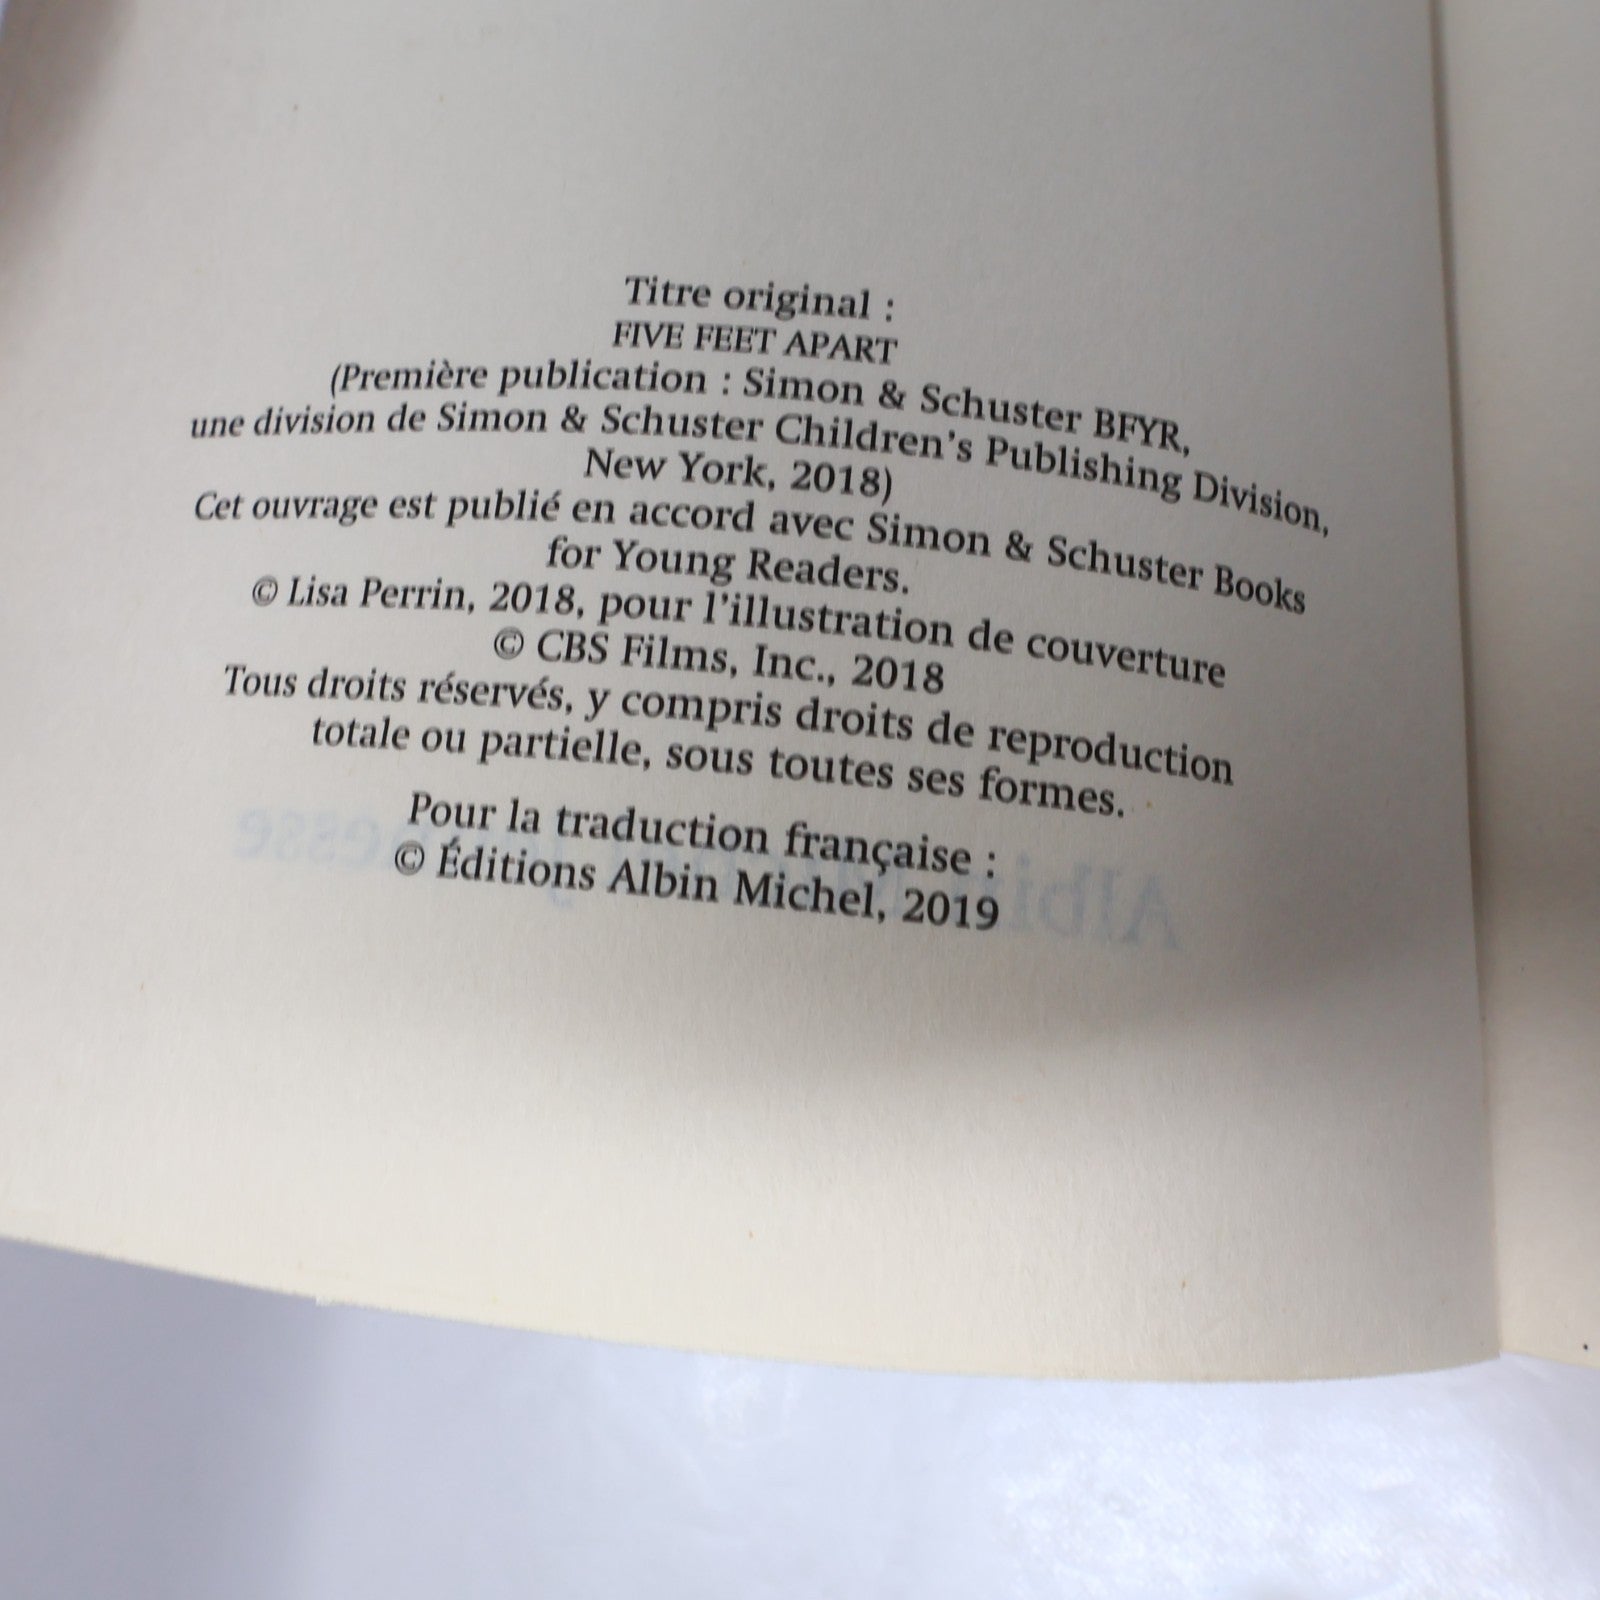 Titre original :
FIVE FEET APART
(Première publication : Simon & Schuster BFYR,
une division de Simon & Schuster Children's Publishing Division,
New York, 2018)
Cet ouvrage est publié en accord avec Simon & Schuster Books
for Young Readers.
© Lisa Perrin, 2018, pour l'illustration de couverture
© CBS Films, Inc., 2018
Tous droits réservés, y compris droits de reproduction
totale ou partielle, sous toutes ses formes.
Pour la traduction française :
© Éditions Albin Michel, 2019